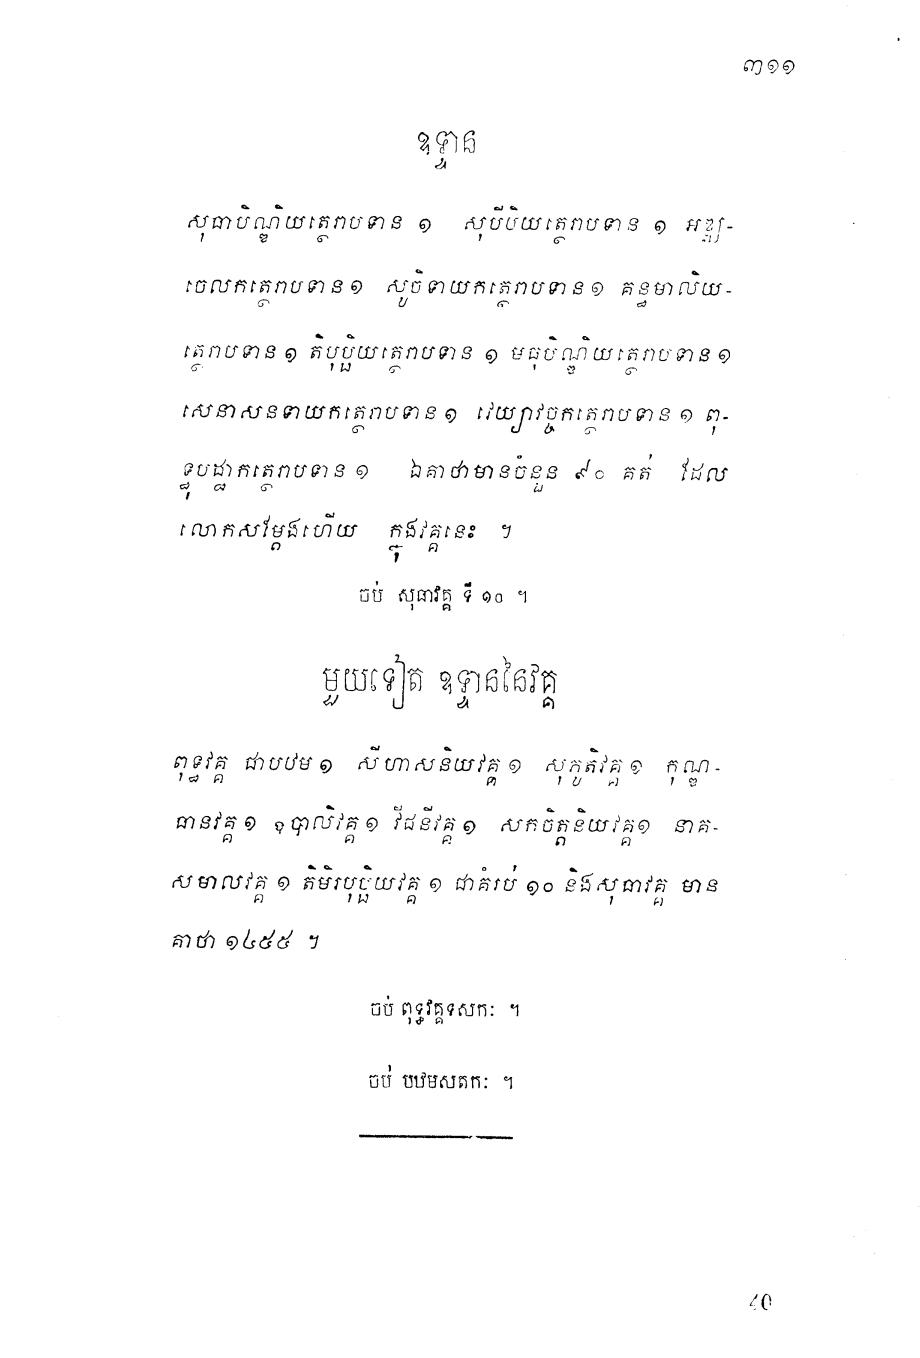 ៣១១
ឧទ្ទាន
សុធាបិណ្ឌិយត្ថេរាបទាន ១ សុបីបិយត្ថេរាបទាន ១ អឌ្ឍ-
ចេលកត្ថេរាបទាន ១ សូចិទាយកត្ថេរាបទាន ១ គន្ធមាលិយ-
ត្ថេរាបទាន ១ តិបុប្ផិយត្ថេរាបទាន ១ មធុបិណ្ឌិយត្ថេរាបទាន ១
សេនាសនទាយកត្ថេរាបទាន ១ វេយ្យាវច្ចកត្ថេរាបទាន ១ ពុ-
ទ្ធុបដ្ឋាកត្ថេរាបទាន ១ ឯគាថាមានចំនួន ៩០ គត់ ដែល
លោកសម្តែងហើយ ក្នុងវគ្គនេះ ។
ចប់ សុធាវគ្គ ទី ១០ ។
មួយទៀត ឧទ្ទាននៃវគ្គ
ពុទ្ធវគ្គ ជាបឋម ១ សីហាសនិយវគ្គ ១ សុភូតិវគ្គ ១ កុណ្ឌ-
ធានវគ្គ ១ ឧបាលិវគ្គ ១ វីជនីវគ្គ ១ សកចិត្តនិយវគ្គ ១ នាគ-
សមាលវគ្គ ១ តិមិរបុប្ផិយវគ្គ ១ ជាគំរប់ ១០ និងសុធាវគ្គ មាន
គាថា ១៤៥៥ ។
ចប់ ពុទ្ធវគ្គទសកៈ ។
ចប់ បឋមសតកៈ ។
40